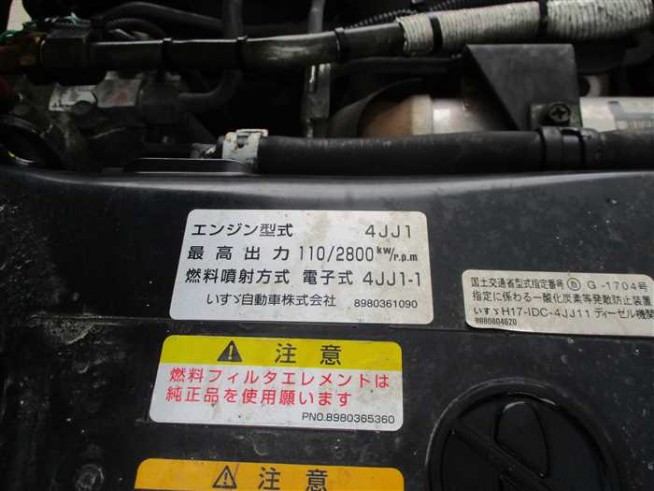 エンジン型式 4JJ1
最高出力 110/2800 kw/r.p.m
燃料噴射方式 電子式 4JJ1-1
いすゞ自動車株式会社 8980361090
国土交通省型式指定番号 Ⓑ G-1704号
指定に係わる一酸化炭素等発散防止装置
いすゞH17-IDC-4JJ11 ディーゼル機関
8980804620
⚠ 注意
燃料フィルタエレメントは
純正品を使用願います
PNO.8980365360
⚠ 注意